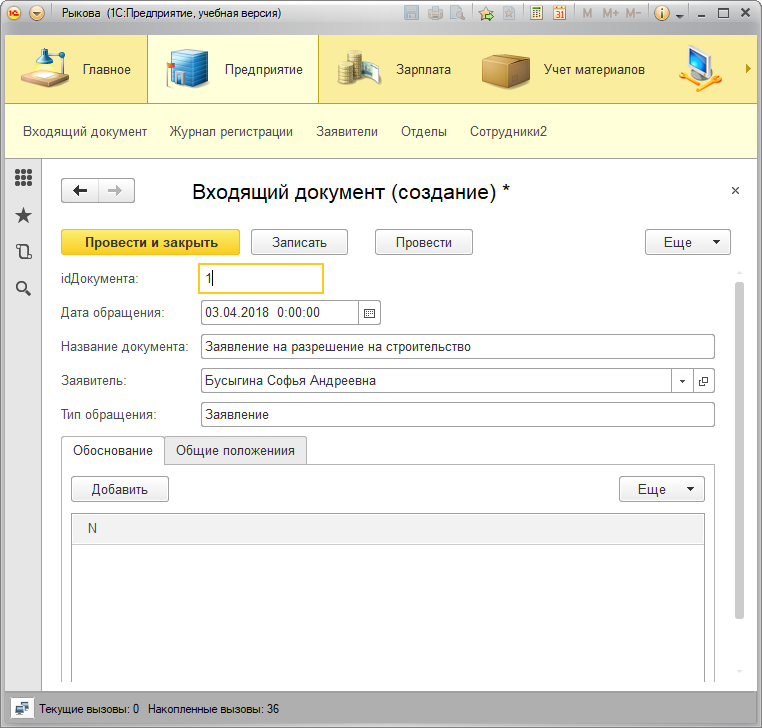 Рыкова (1С:Предприятие, учебная версия)
M M+ M−
31
Главное Предприятие Зарплата Учет материалов
Входящий документ Журнал регистрации Заявители Отделы Сотрудники2
Входящий документ (создание) *
Провести и закрыть Записать Провести Еще
idДокумента: 1
Дата обращения: 03.04.2018 0:00:00
Название документа: Заявление на разрешение на строительство
Заявитель: Бусыгина Софья Андреевна
Тип обращения: Заявление
Обоснование Общие положениия
Добавить Еще
N
Текущие вызовы: 0 Накопленные вызовы: 36